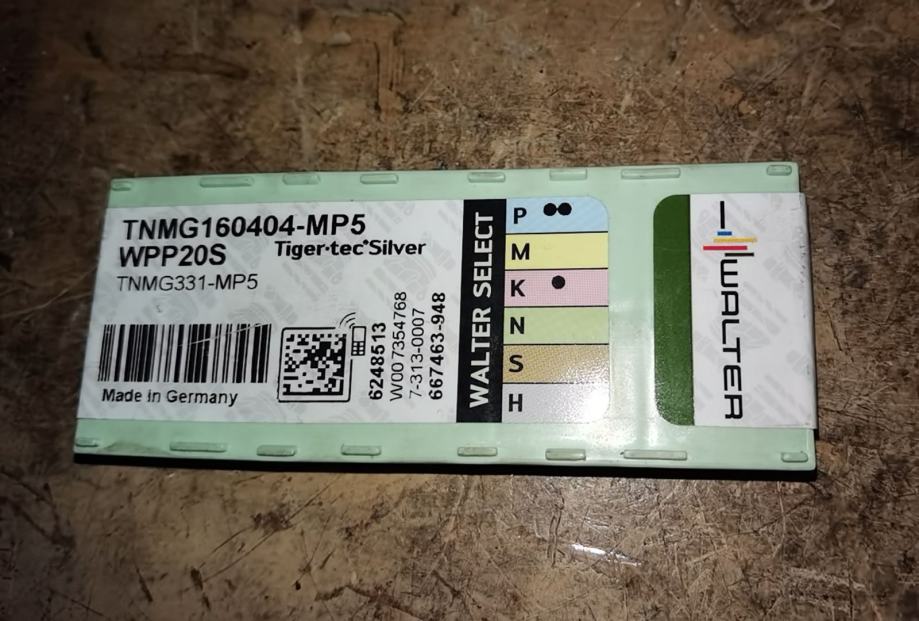 TNMG160404-MP5
WPP20S
Tiger·tec®Silver
TNMG331-MP5
Made in Germany
6248513
W007354768
7-313-0007
667463-948
WALTER SELECT
P
M
K
N
S
H
WALTER